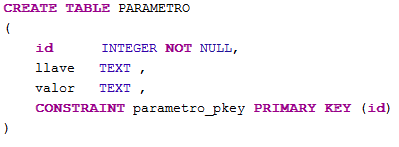 CREATE TABLE PARAMETRO
(
id INTEGER NOT NULL,
llave TEXT ,
valor TEXT ,
CONSTRAINT parametro_pkey PRIMARY KEY (id)
)